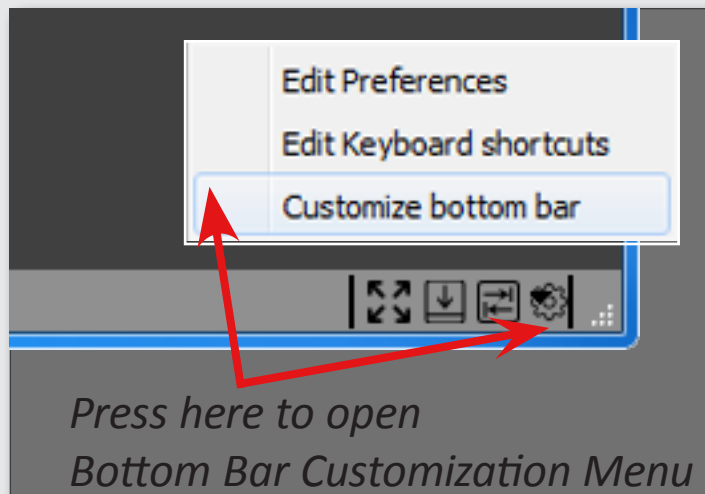 Edit Preferences
Edit Keyboard shortcuts
Customize bottom bar
Press here to open
Bottom Bar Customization Menu